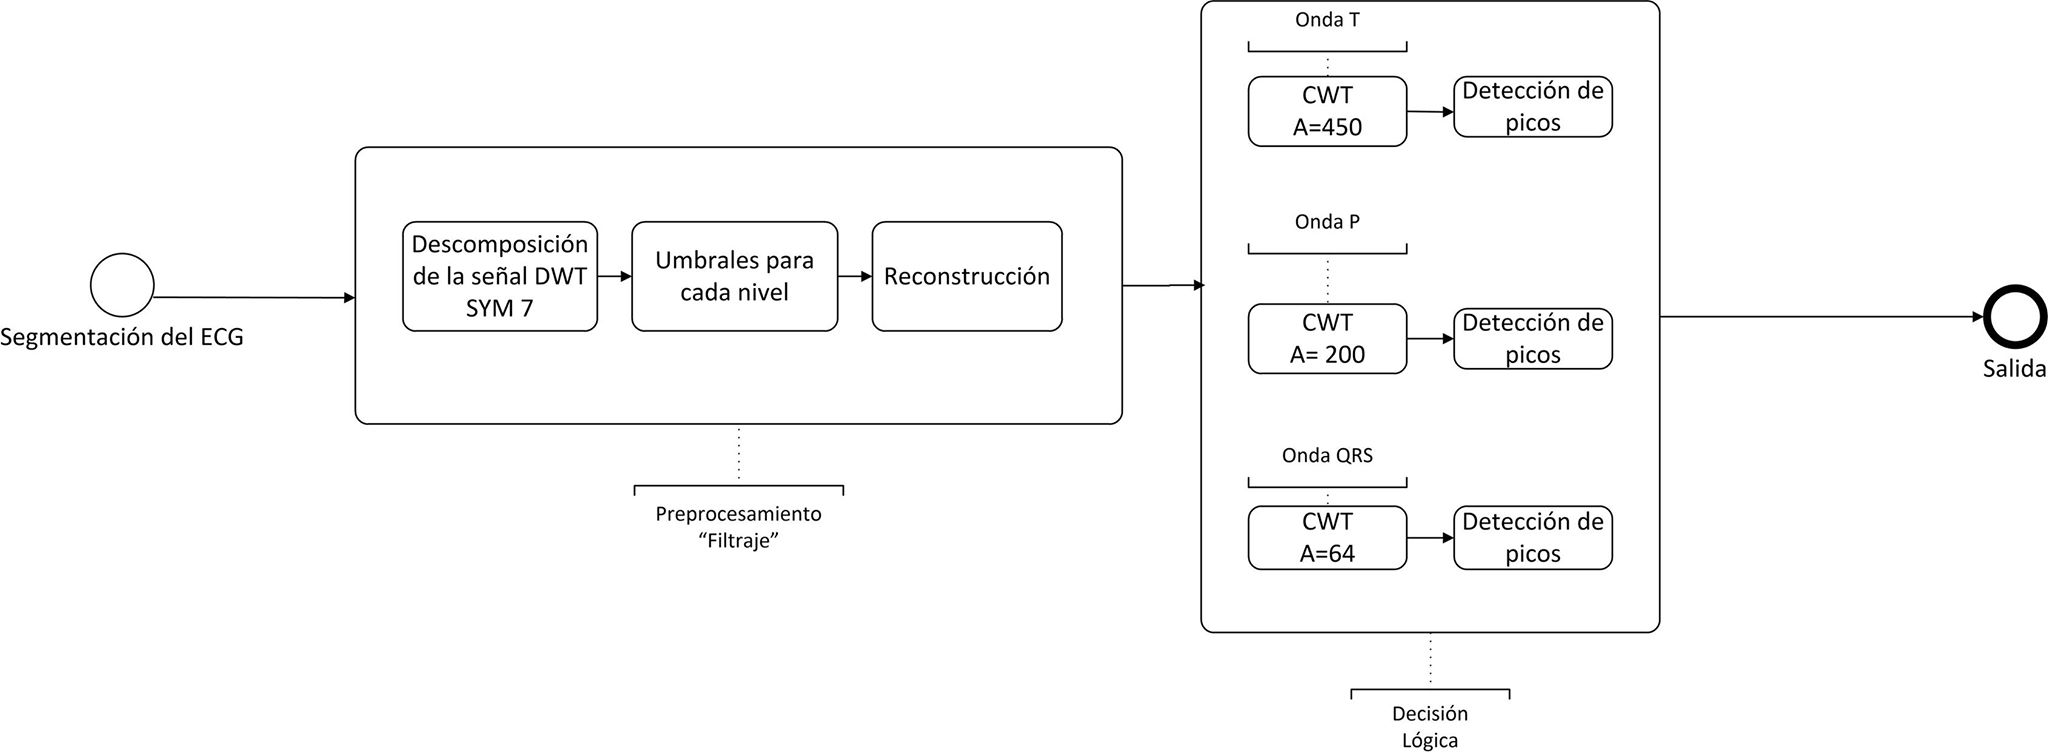 Segmentación del ECG
Descomposición
de la señal DWT
SYM 7
Umbrales para
cada nivel
Reconstrucción
Preprocesamiento
“Filtraje”
Onda T
CWT
A=450
Detección de
picos
Onda P
CWT
A= 200
Detección de
picos
Onda QRS
CWT
A=64
Detección de
picos
Decisión
Lógica
Salida